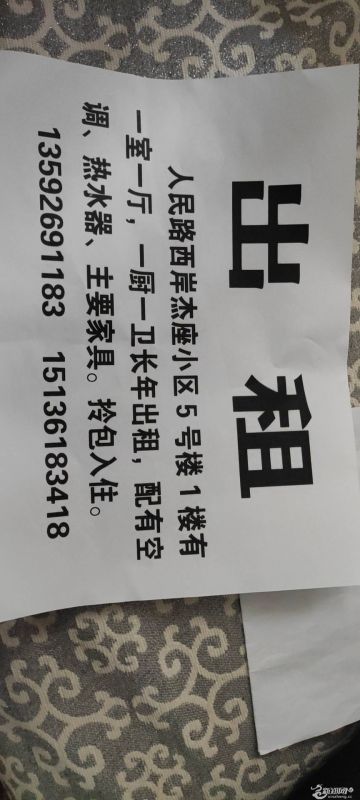 出租
人民路西岸杰座小区5号楼1楼有
一室一厅，一厨一卫长年出租，配有空
调、热水器、主要家具。拎包入住。
13592691183 15136183418